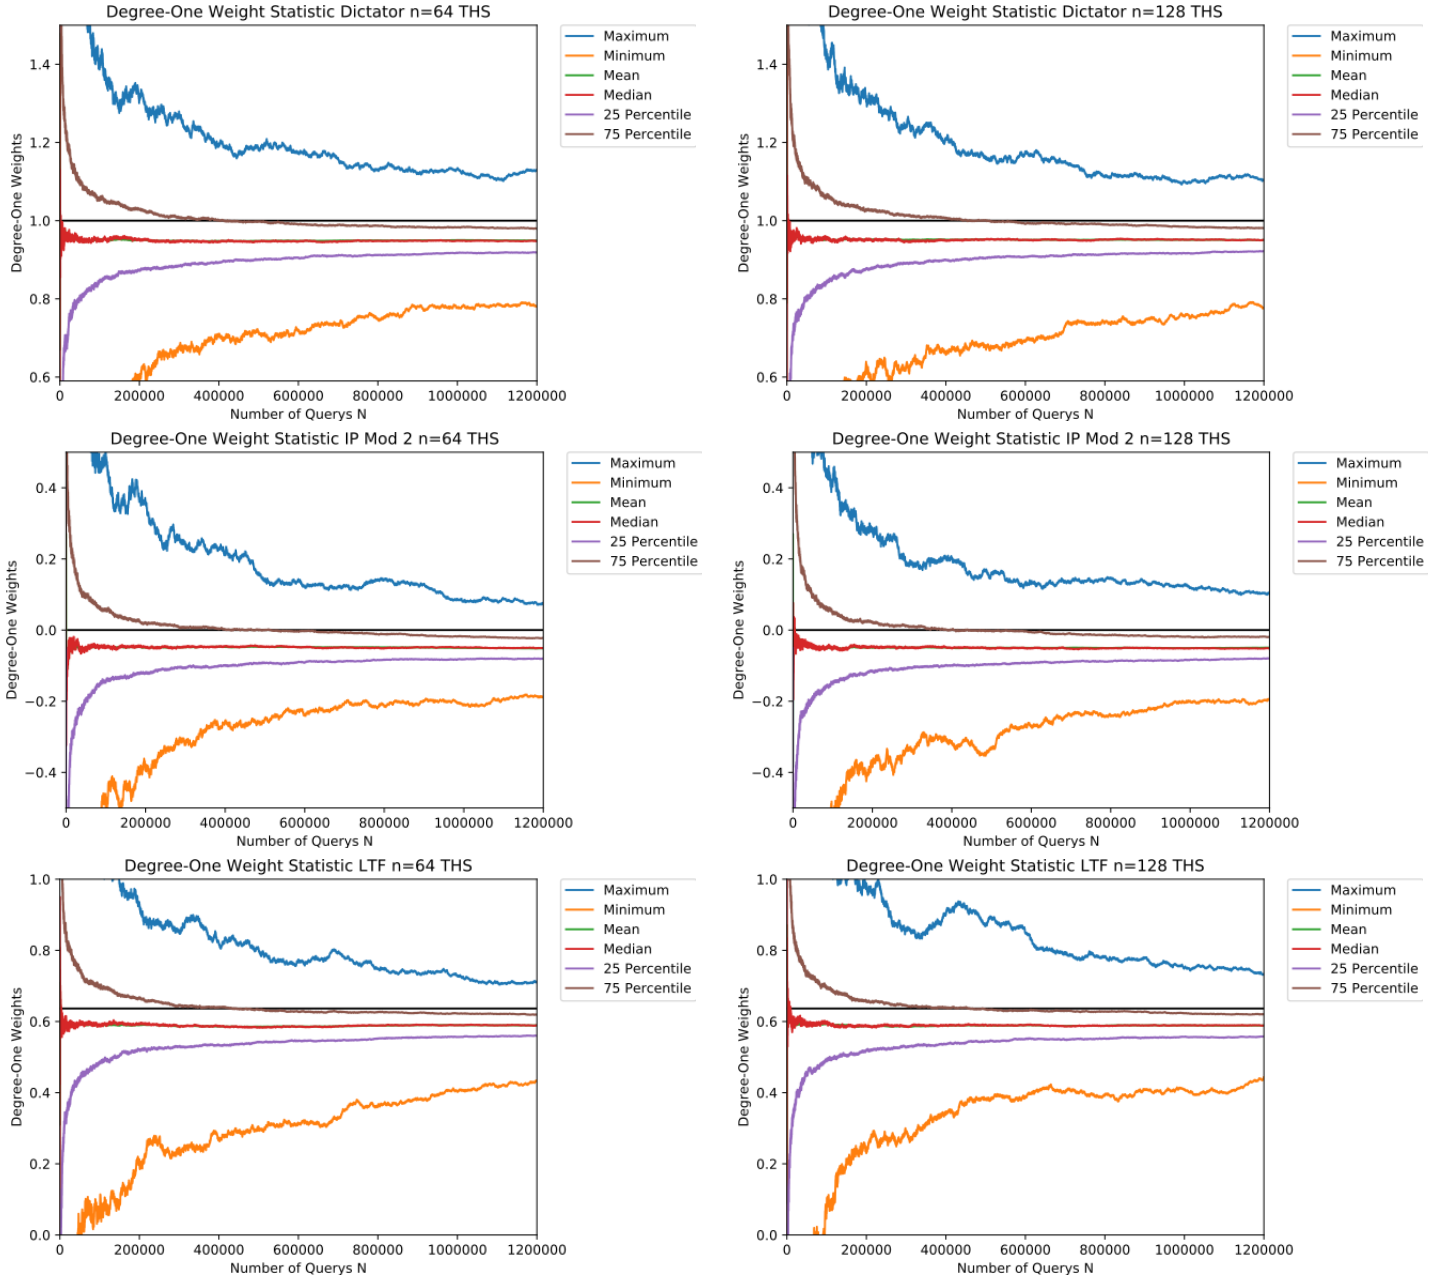 Degree-One Weight Statistic Dictator n=64 THS
Degree-One Weights
1.4
1.2
1.0
0.8
0.6
0
200000
400000
600000
800000
1000000
1200000
Number of Querys N
Maximum
Minimum
Mean
Median
25 Percentile
75 Percentile
Degree-One Weight Statistic Dictator n=128 THS
Degree-One Weights
1.4
1.2
1.0
0.8
0.6
0
200000
400000
600000
800000
1000000
1200000
Number of Querys N
Maximum
Minimum
Mean
Median
25 Percentile
75 Percentile
Degree-One Weight Statistic IP Mod 2 n=64 THS
Degree-One Weights
0.4
0.2
0.0
−0.2
−0.4
0
200000
400000
600000
800000
1000000
1200000
Number of Querys N
Maximum
Minimum
Mean
Median
25 Percentile
75 Percentile
Degree-One Weight Statistic IP Mod 2 n=128 THS
Degree-One Weights
0.4
0.2
0.0
−0.2
−0.4
0
200000
400000
600000
800000
1000000
1200000
Number of Querys N
Maximum
Minimum
Mean
Median
25 Percentile
75 Percentile
Degree-One Weight Statistic LTF n=64 THS
Degree-One Weights
1.0
0.8
0.6
0.4
0.2
0.0
0
200000
400000
600000
800000
1000000
1200000
Number of Querys N
Maximum
Minimum
Mean
Median
25 Percentile
75 Percentile
Degree-One Weight Statistic LTF n=128 THS
Degree-One Weights
1.0
0.8
0.6
0.4
0.2
0.0
0
200000
400000
600000
800000
1000000
1200000
Number of Querys N
Maximum
Minimum
Mean
Median
25 Percentile
75 Percentile